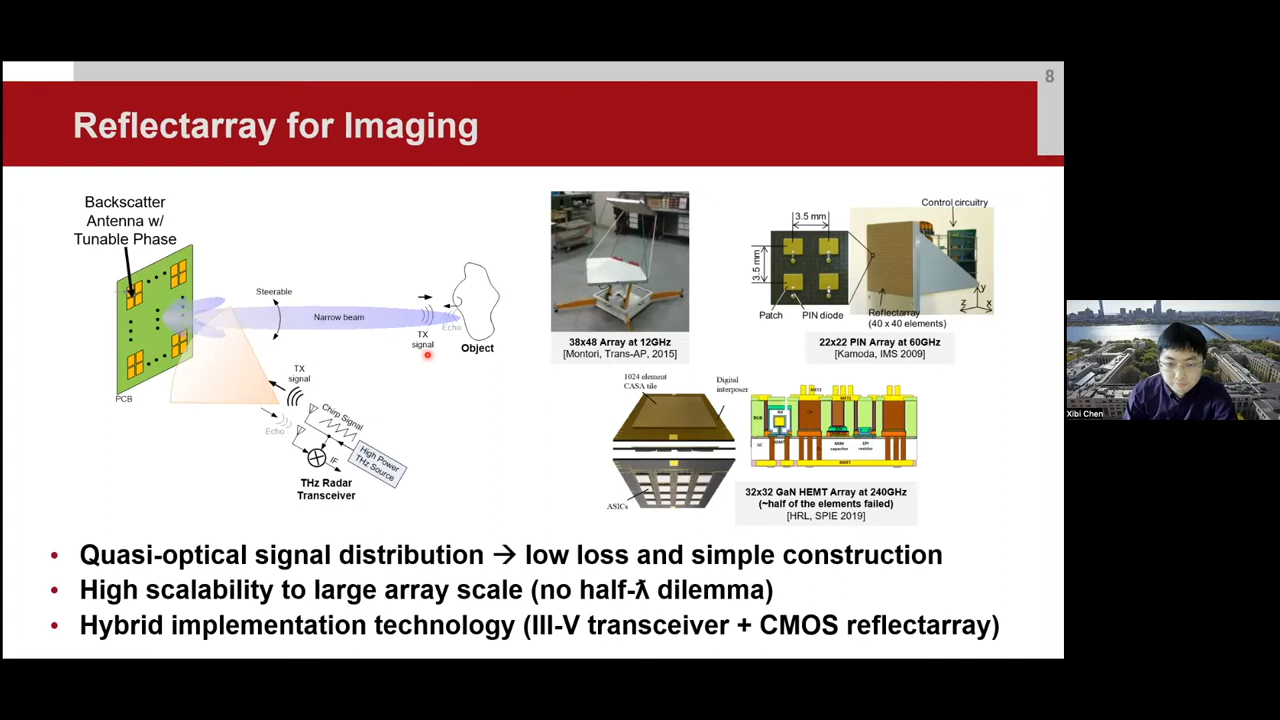 8
Reflectarray for Imaging
Backscatter
Antenna w/
Tunable Phase
Steerable
Narrow beam
TX
signal
Echo
Object
PCB
TX
signal
Echo
Chirp Signal
IF
High Power
THz Source
THz Radar
Transceiver
38x48 Array at 12GHz
[Montori, Trans-AP, 2015]
Control circuitry
3.5 mm
3.5 mm
Patch
PIN diode
Reflectarray
(40 x 40 elements)
y
z
x
22x22 PIN Array at 60GHz
[Kamoda, IMS 2009]
1024 element
CASA tile
Digital
interposer
ASICs
32x32 GaN HEMT Array at 240GHz
(~half of the elements failed)
[HRL, SPIE 2019]
• Quasi-optical signal distribution → low loss and simple construction
• High scalability to large array scale (no half-ƛ dilemma)
• Hybrid implementation technology (III-V transceiver + CMOS reflectarray)
Xibi Chen